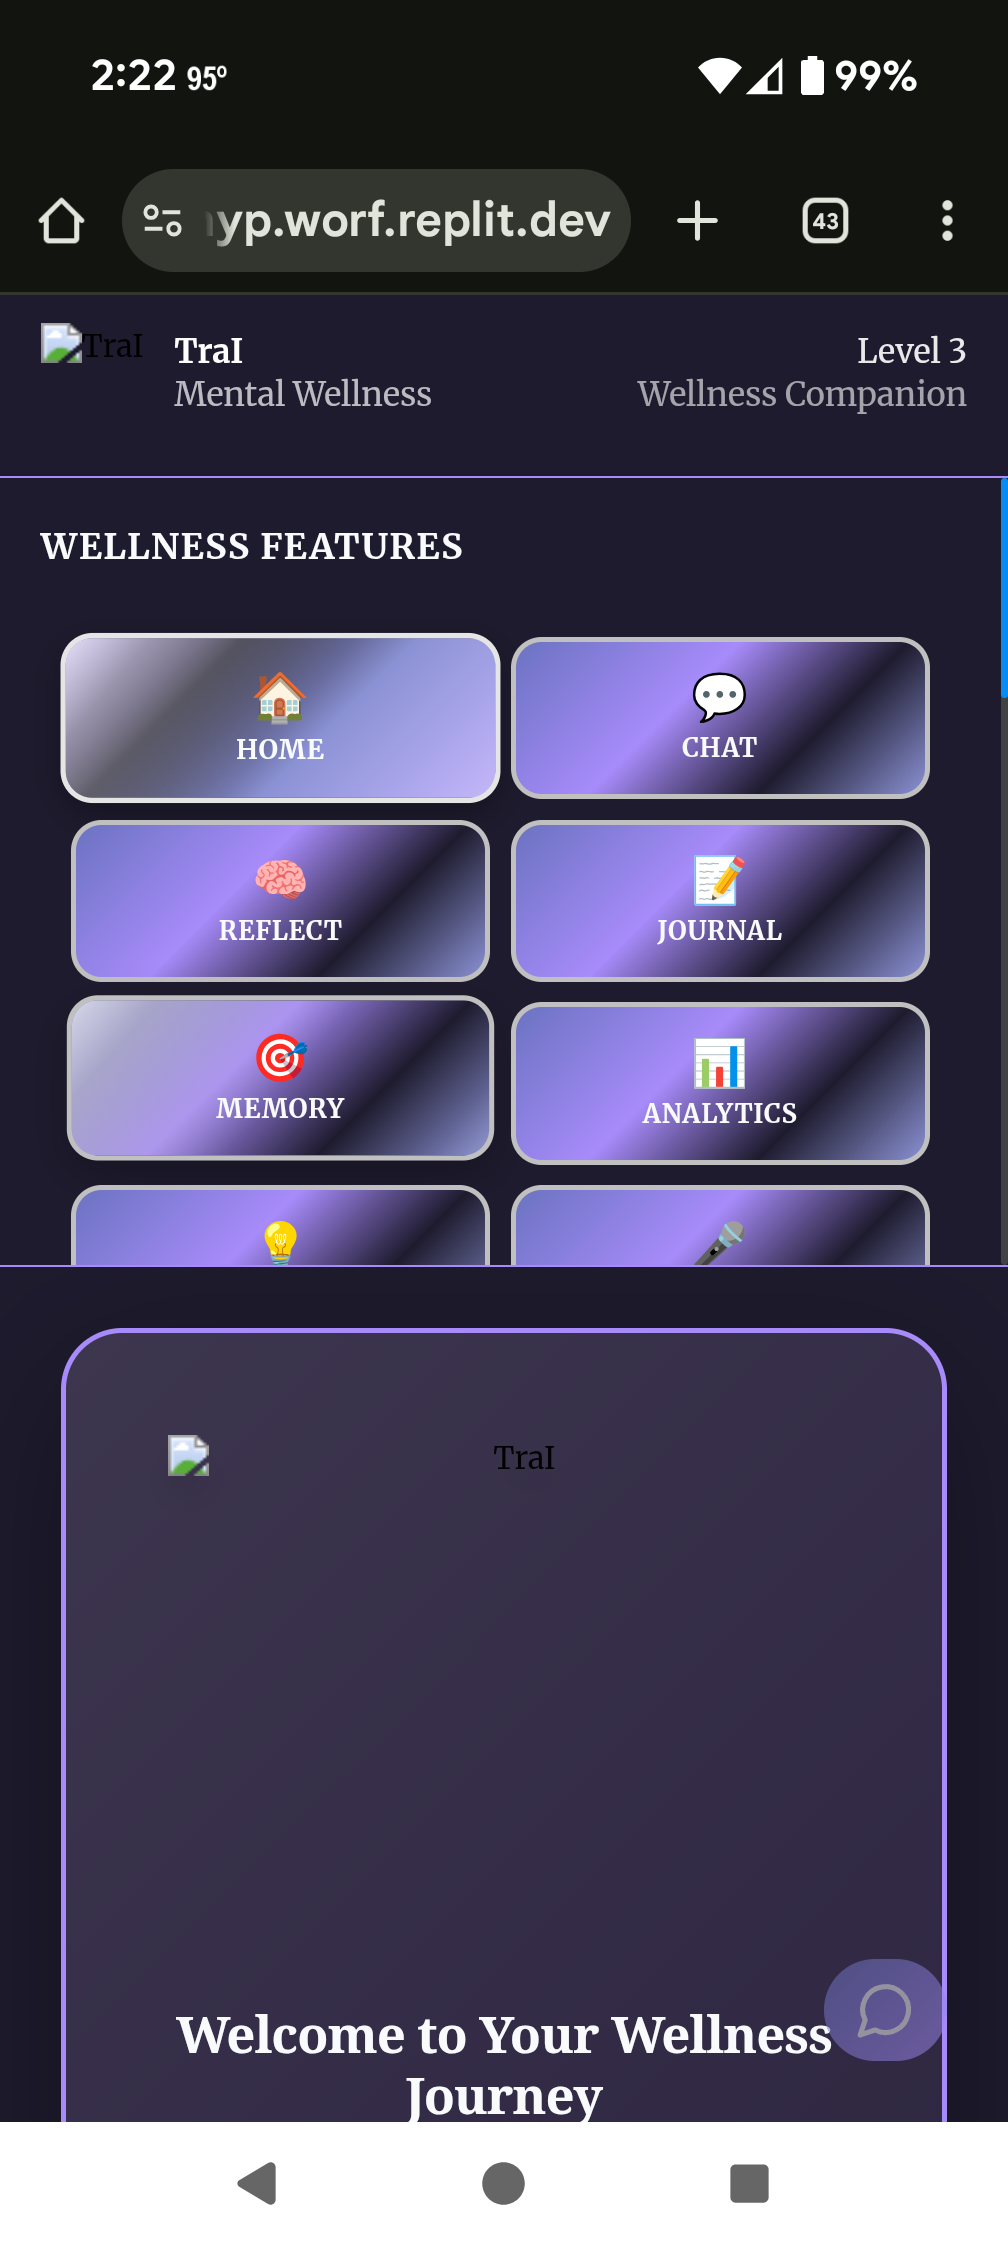 2:22 95° 99%
yp.worf.replit.dev 43
TraI TraI Level 3
Mental Wellness Wellness Companion
WELLNESS FEATURES
HOME CHAT
REFLECT JOURNAL
MEMORY ANALYTICS
TraI
Welcome to Your Wellness
Journey